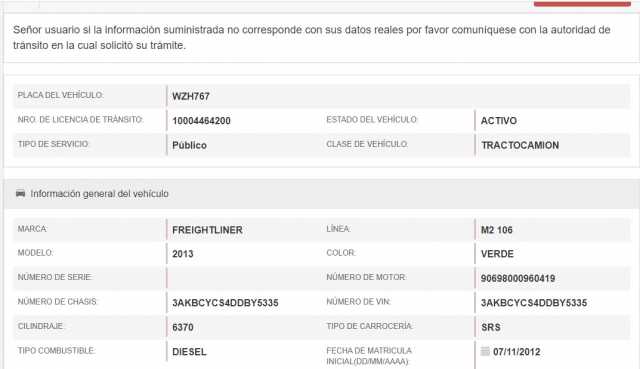 Señor usuario si la información suministrada no corresponde con sus datos reales por favor comuníquese con la autoridad de
tránsito en la cual solicitó su trámite.
PLACA DEL VEHÍCULO: WZH767
NRO. DE LICENCIA DE TRÁNSITO: 10004464200 ESTADO DEL VEHÍCULO: ACTIVO
TIPO DE SERVICIO: Público CLASE DE VEHÍCULO: TRACTOCAMION
Información general del vehículo
MARCA: FREIGHTLINER LÍNEA: M2 106
MODELO: 2013 COLOR: VERDE
NÚMERO DE SERIE: NÚMERO DE MOTOR: 90698000960419
NÚMERO DE CHASIS: 3AKBCYCS4DDBY5335 NÚMERO DE VIN: 3AKBCYCS4DDBY5335
CILINDRAJE: 6370 TIPO DE CARROCERÍA: SRS
TIPO COMBUSTIBLE: DIESEL FECHA DE MATRICULA 07/11/2012
INICIAL(DD/MM/AAAA):